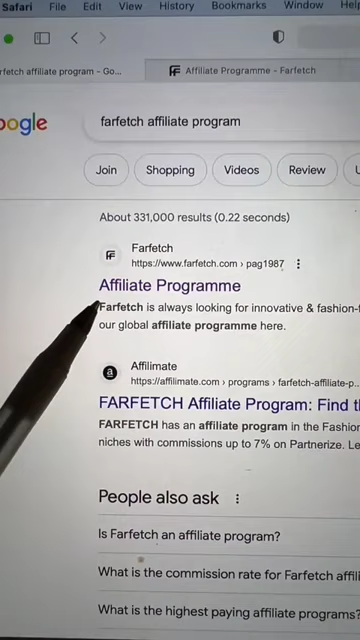 Safari File Edit View History Bookmarks Window Help
rfetch affiliate program - Go... Affiliate Programme - Farfetch
oogle farfetch affiliate program
Join Shopping Videos Review
About 331,000 results (0.22 seconds)
Farfetch
https://www.farfetch.com › pag1987
Affiliate Programme
Farfetch is always looking for innovative & fashion-f
our global affiliate programme here.
Affilimate
https://affilimate.com › programs › farfetch-affiliate-p...
FARFETCH Affiliate Program: Find t
FARFETCH has an affiliate program in the Fashion
niches with commissions up to 7% on Partnerize. Le
People also ask
Is Farfetch an affiliate program?
What is the commission rate for Farfetch affili
What is the highest paying affiliate programs?